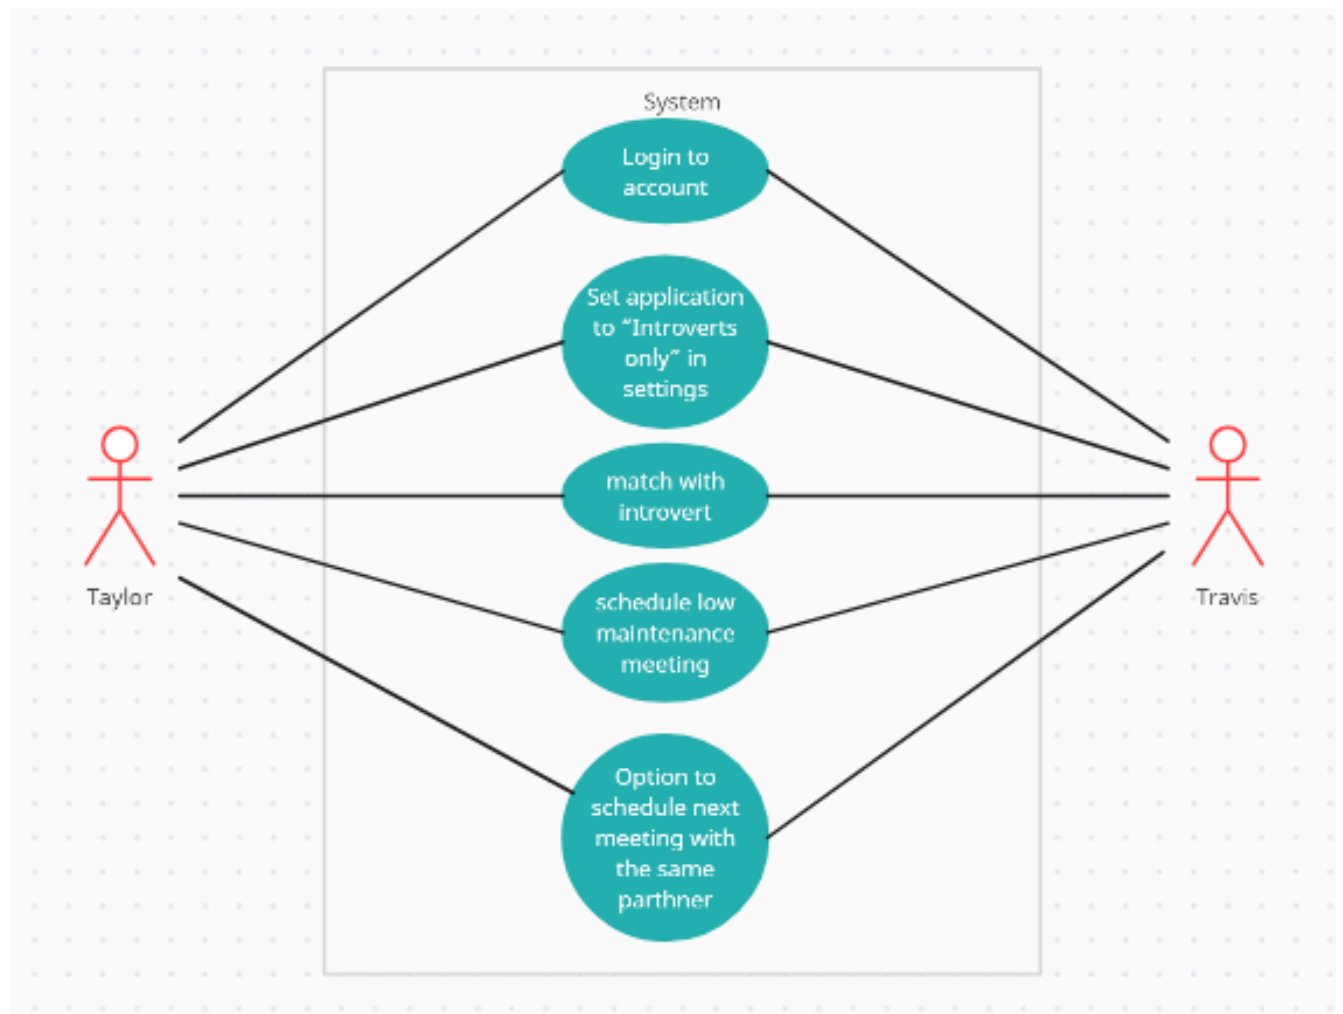 System
Login to
account
Set application
to “Introverts
only” in
settings
match with
introvert
schedule low
maintenance
meeting
Option to
schedule next
meeting with
the same
parthner
Taylor
Travis